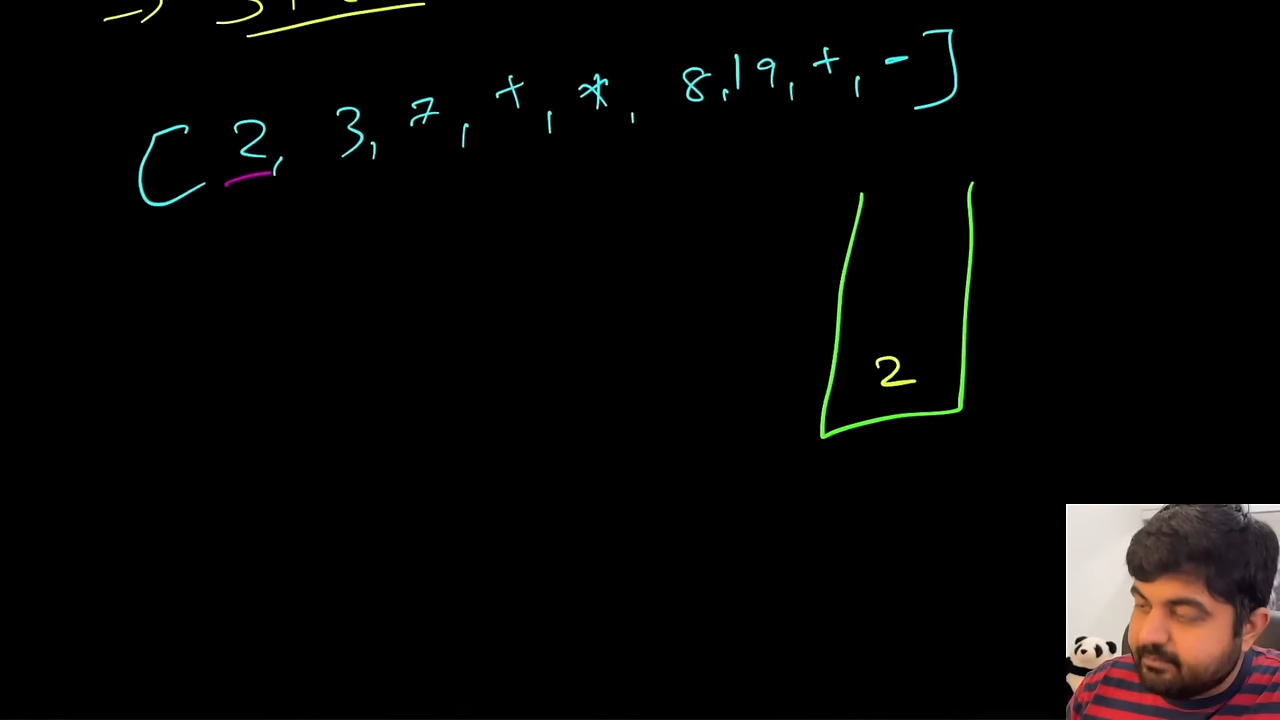 [ 2, 3, 7, +, *, 8, 19, +, - ]
2